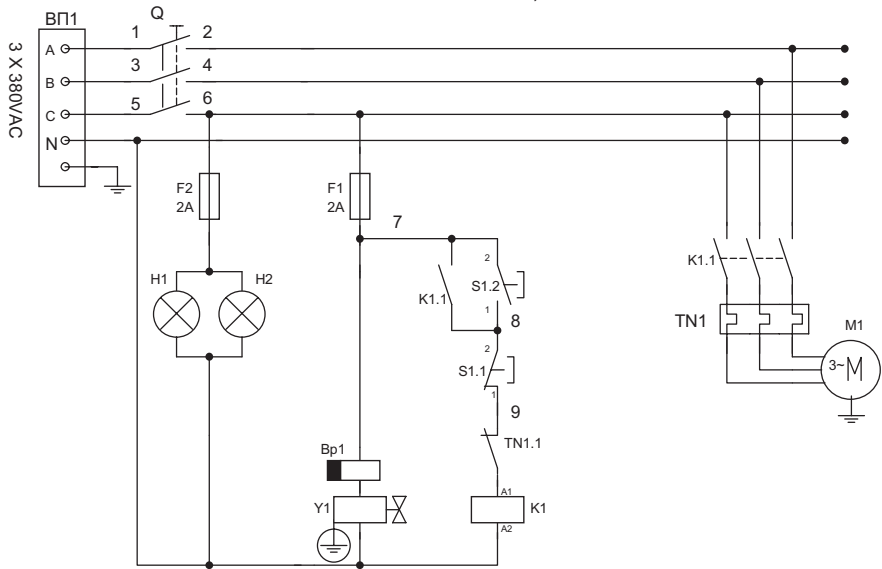 ВП1
Q
3 X 380VAC
A
1
2
B
3
4
C
5
6
N
F2
2A
F1
2A
7
H1
H2
K1.1
2
S1.2
1
8
2
S1.1
1
9
TN1.1
Bp1
Y1
A1
K1
A2
K1.1
TN1
M1
3~M